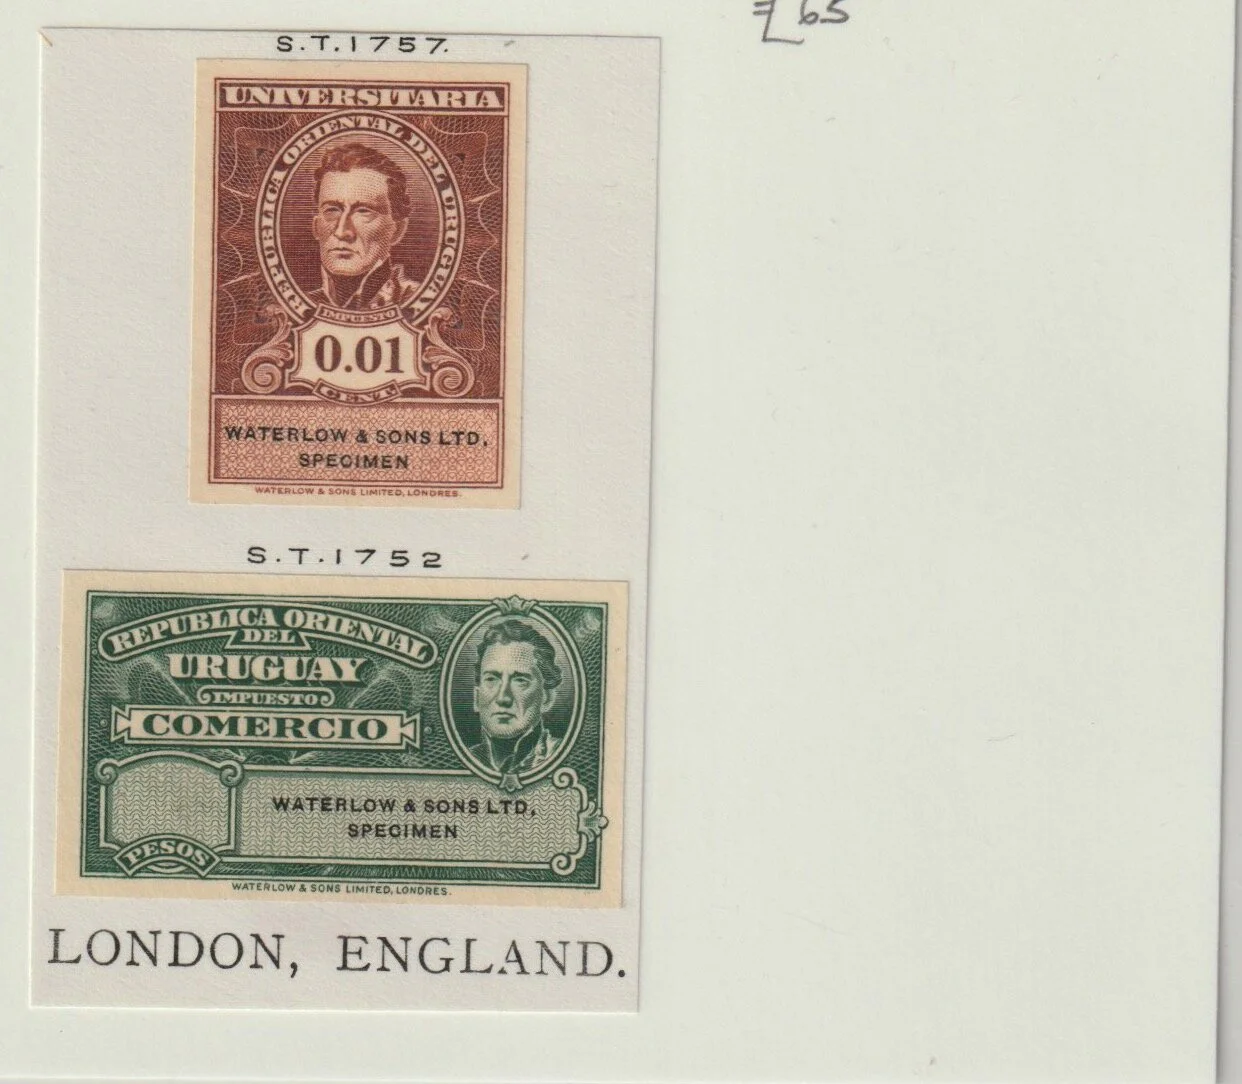 £65
S.T.1757.
UNIVERSITARIA
REPUBLICA ORIENTAL DEL URUGUAY
IMPUESTO
0.01
CENT.
WATERLOW & SONS LTD,
SPECIMEN
WATERLOW & SONS LIMITED, LONDRES.
S.T.1752
REPUBLICA ORIENTAL
DEL
URUGUAY
IMPUESTO
COMERCIO
WATERLOW & SONS LTD,
SPECIMEN
PESOS
WATERLOW & SONS LIMITED, LONDRES.
LONDON, ENGLAND.